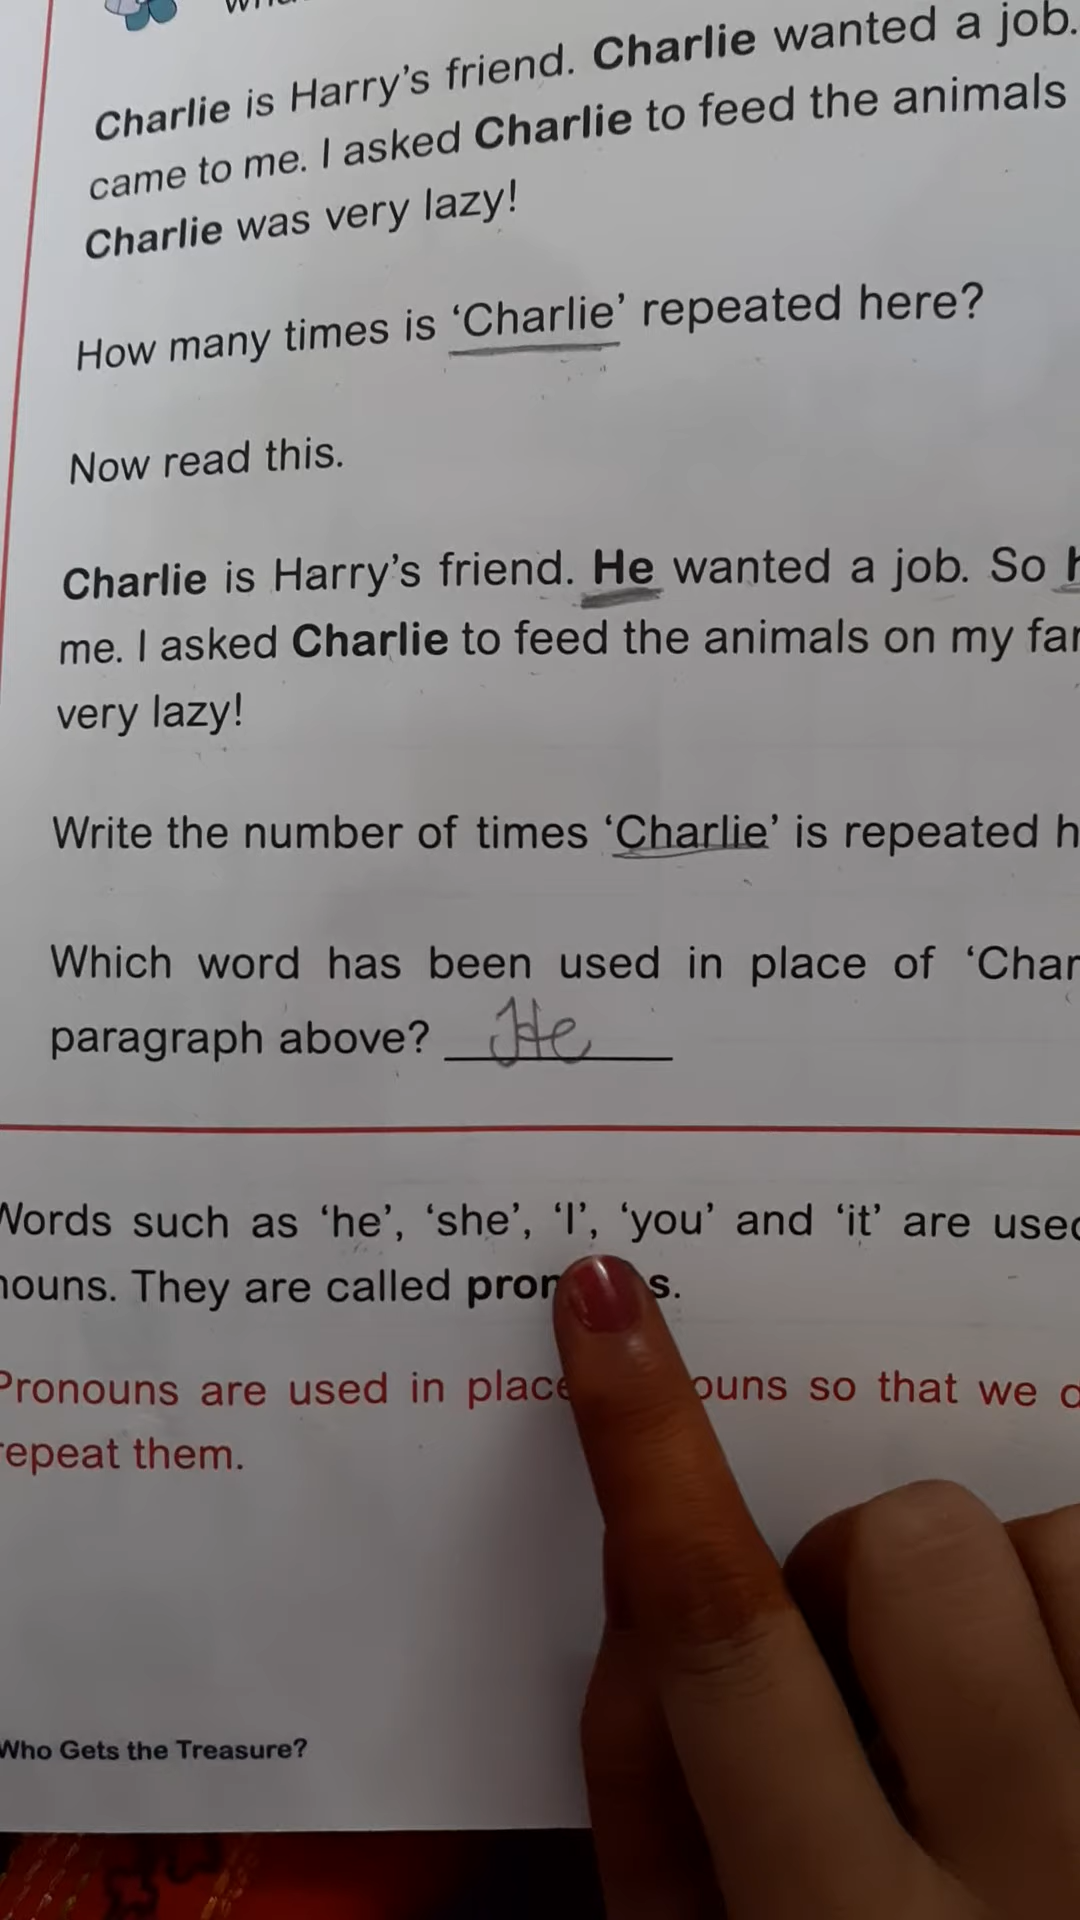 Charlie is Harry's friend. Charlie wanted a job.
came to me. I asked Charlie to feed the animals
Charlie was very lazy!
How many times is 'Charlie' repeated here?
Now read this.
Charlie is Harry's friend. He wanted a job. So
me. I asked Charlie to feed the animals on my
very lazy!
Write the number of times 'Charlie' is repeated
Which word has been used in place of
paragraph above? He
Words such as 'he', 'she', 'I', 'you' and 'it' are
nouns. They are called
Pronouns are used in place so that we
repeat them.
Who Gets the Treasure?